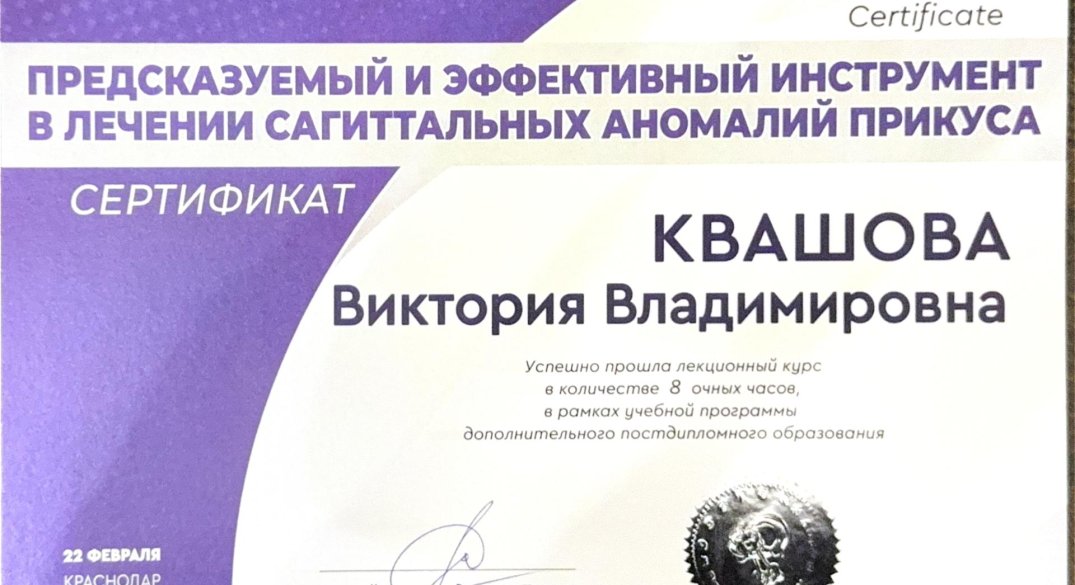 Certificate
ПРЕДСКАЗУЕМЫЙ И ЭФФЕКТИВНЫЙ ИНСТРУМЕНТ
В ЛЕЧЕНИИ САГИТТАЛЬНЫХ АНОМАЛИЙ ПРИКУСА
СЕРТИФИКАТ
КВАШОВА
Виктория Владимировна
Успешно прошла лекционный курс
в количестве 8 очных часов,
в рамках учебной программы
дополнительного постдипломного образования
22 ФЕВРАЛЯ
КРАСНОДАР